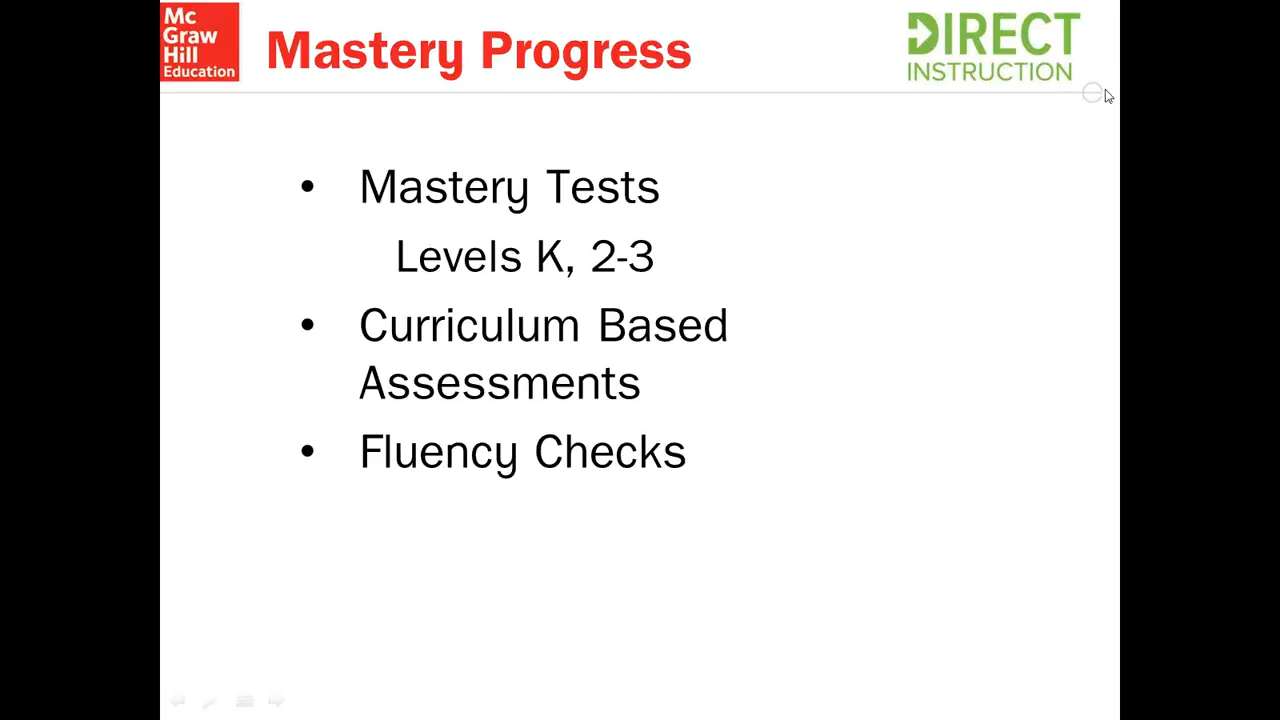 Mc
Graw
Hill
Education
Mastery Progress
DIRECT
INSTRUCTION
• Mastery Tests
Levels K, 2-3
• Curriculum Based
Assessments
• Fluency Checks